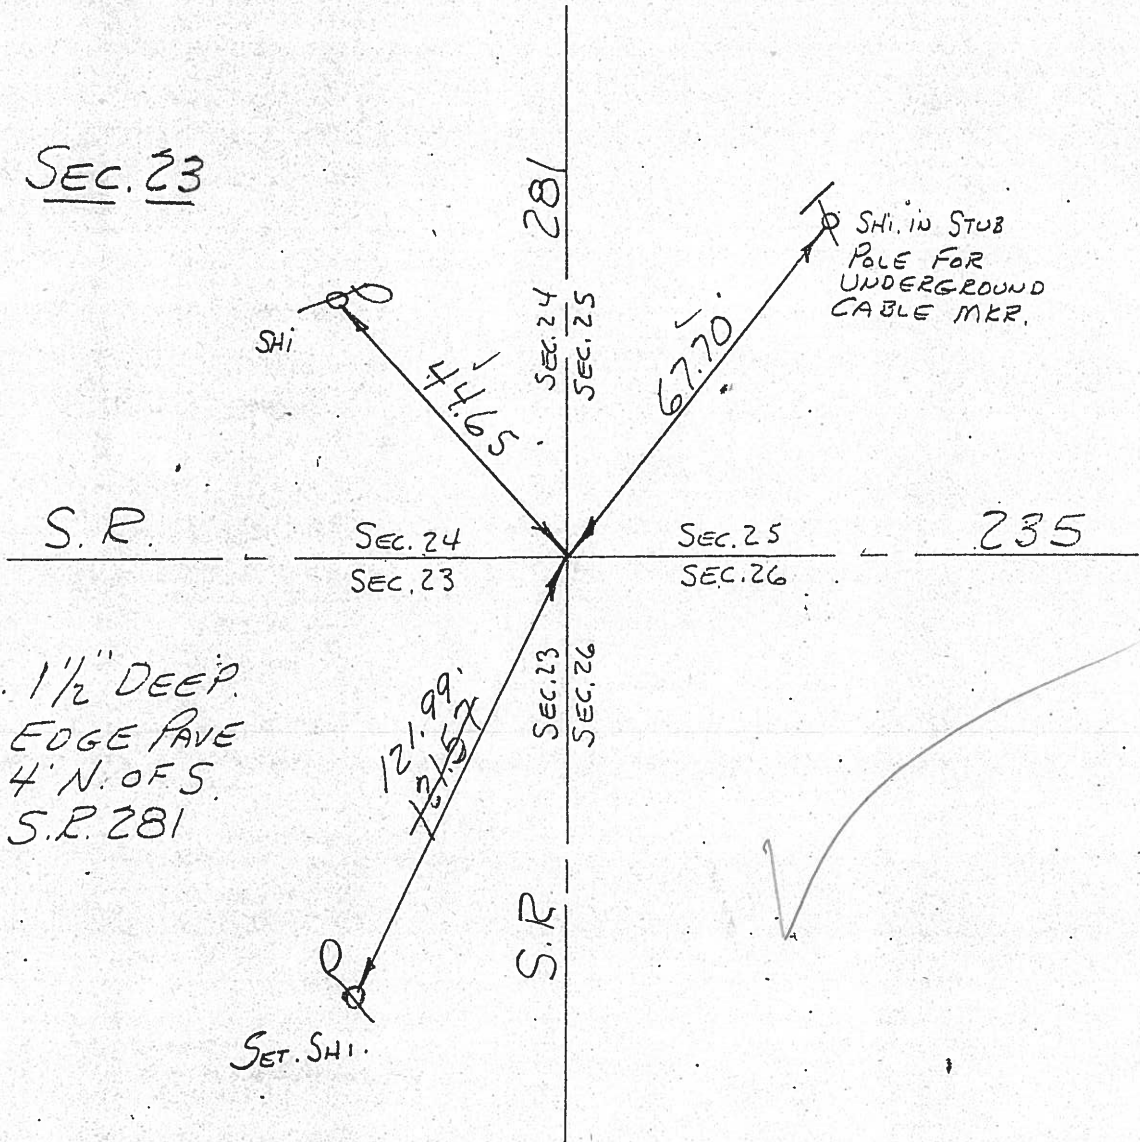 SEC. 23
281
SHI. IN STUB
POLE FOR
UNDERGROUND
CABLE MKR.
SHI
SEC. 24
SEC. 25
44.65
67.70
S. R.
SEC. 24
SEC. 25
235
SEC. 23
SEC. 26
1 1/2" DEEP.
EDGE PAVE
4' N. OF S.
S.R. 281
121.99
SEC. 23
SEC. 26
S. R
SET. SHI.